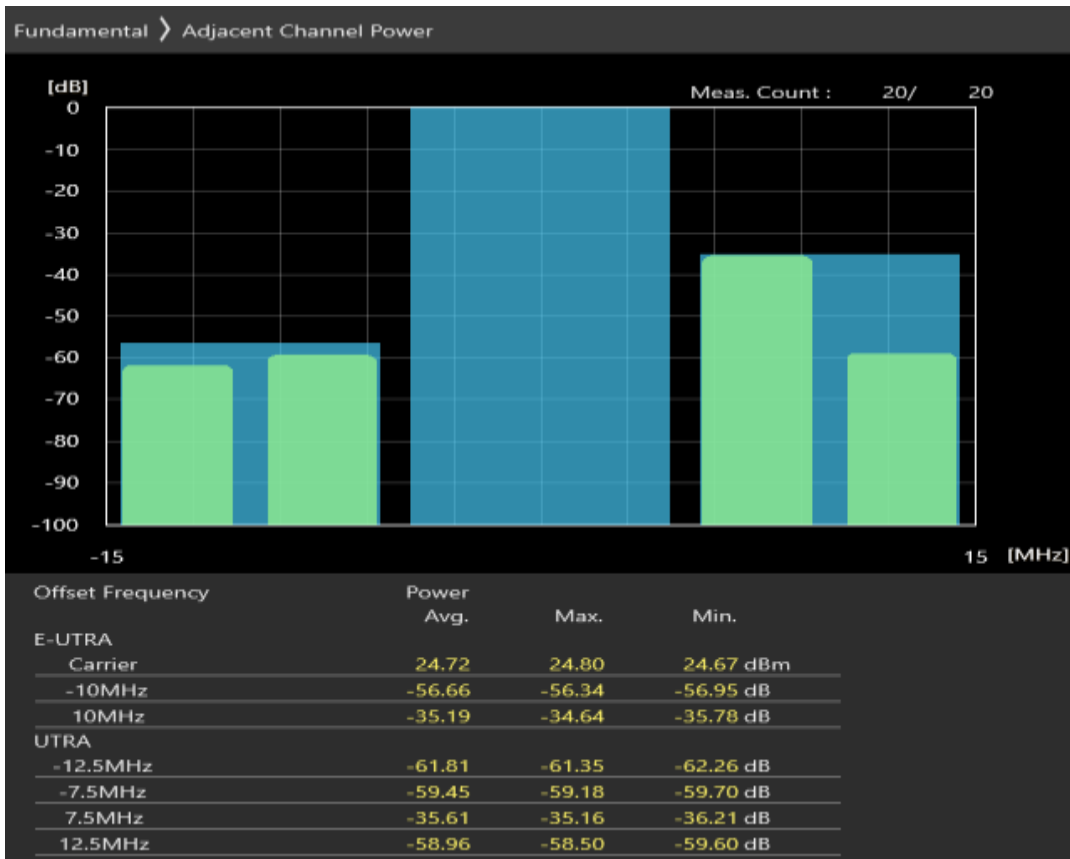 Fundamental 〉 Adjacent Channel Power
[dB]
Meas. Count : 20/ 20
0
-10
-20
-30
-40
-50
-60
-70
-80
-90
-100
-15 15 [MHz]
Offset Frequency Power
Avg. Max. Min.
E-UTRA
Carrier 24.72 24.80 24.67 dBm
-10MHz -56.66 -56.34 -56.95 dB
10MHz -35.19 -34.64 -35.78 dB
UTRA
-12.5MHz -61.81 -61.35 -62.26 dB
-7.5MHz -59.45 -59.18 -59.70 dB
7.5MHz -35.61 -35.16 -36.21 dB
12.5MHz -58.96 -58.50 -59.60 dB